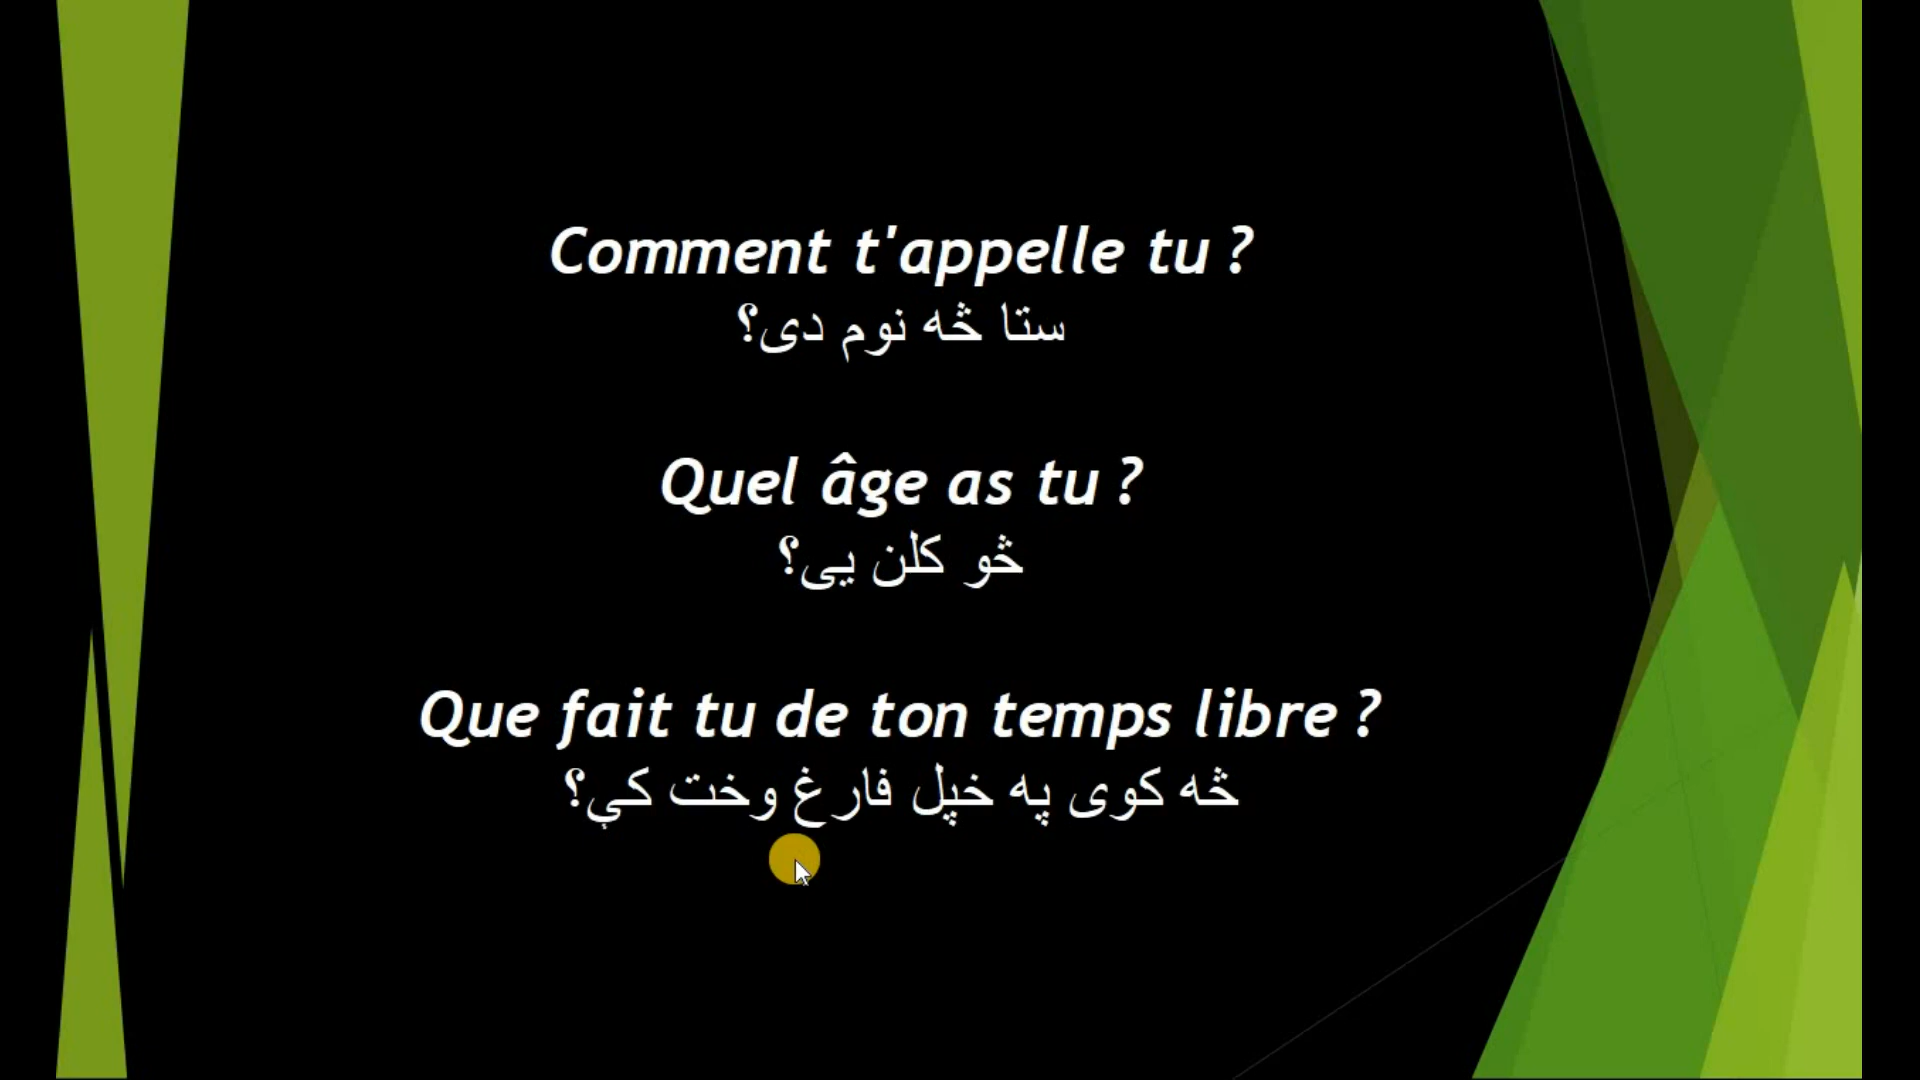 Comment t'appelle tu ?
ستا څه نوم دی؟
Quel âge as tu ?
څو کلن یی؟
Que fait tu de ton temps libre ?
څه کوی په خپل فارغ وخت کې؟